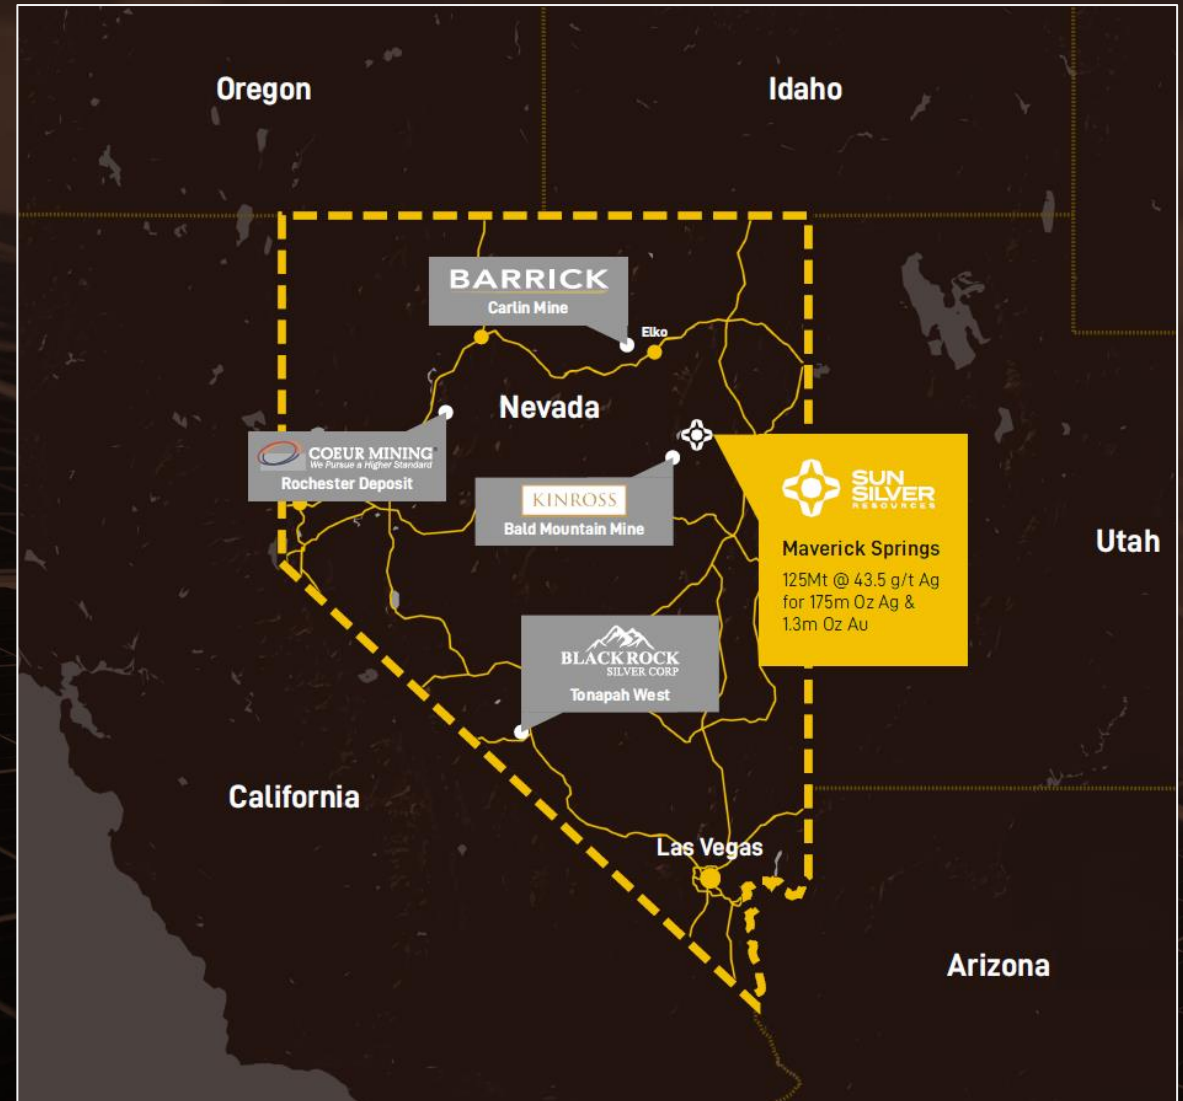 Oregon
Idaho
BARRICK
Carlin Mine
Elko
Nevada
COEUR MINING
We Pursue a Higher Standard
Rochester Deposit
KINROSS
Bald Mountain Mine
SUN
SILVER
RESOURCES
Maverick Springs
125Mt @ 43.5 g/t Ag
for 175m Oz Ag &
1.3m Oz Au
Utah
BLACKROCK
SILVER CORP
Tonapah West
California
Las Vegas
Arizona